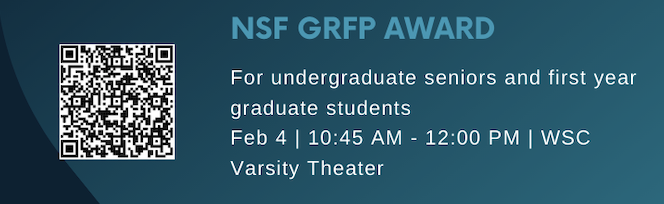 NSF GRFP AWARD
For undergraduate seniors and first year
graduate students
Feb 4 | 10:45 AM - 12:00 PM | WSC
Varsity Theater